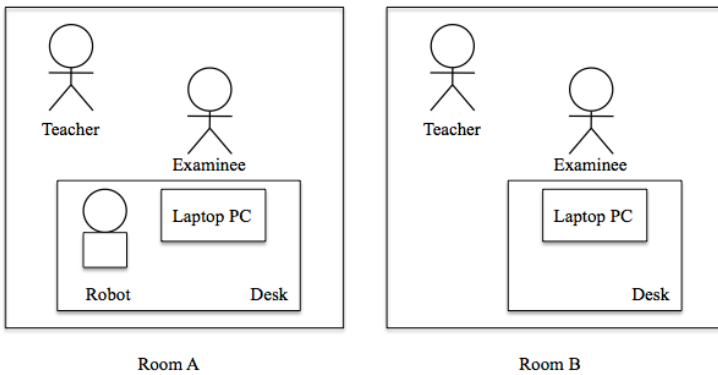 Teacher
Examinee
Laptop PC
Robot
Desk
Room A
Teacher
Examinee
Laptop PC
Desk
Room B